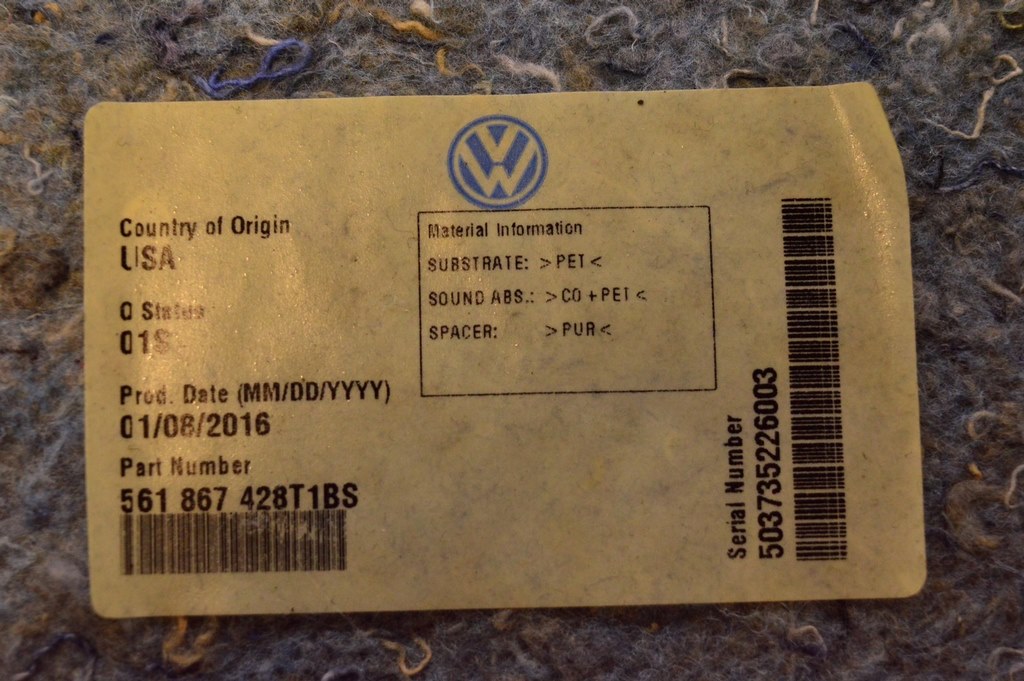 Country of Origin
USA
Q Status
01S
Prod. Date (MM/DD/YYYY)
01/08/2016
Part Number
561 867 428T1BS
VW
Material Information
SUBSTRATE: >PET<
SOUND ABS.: >CO+PET<
SPACER: >PUR<
Serial Number
503735226003